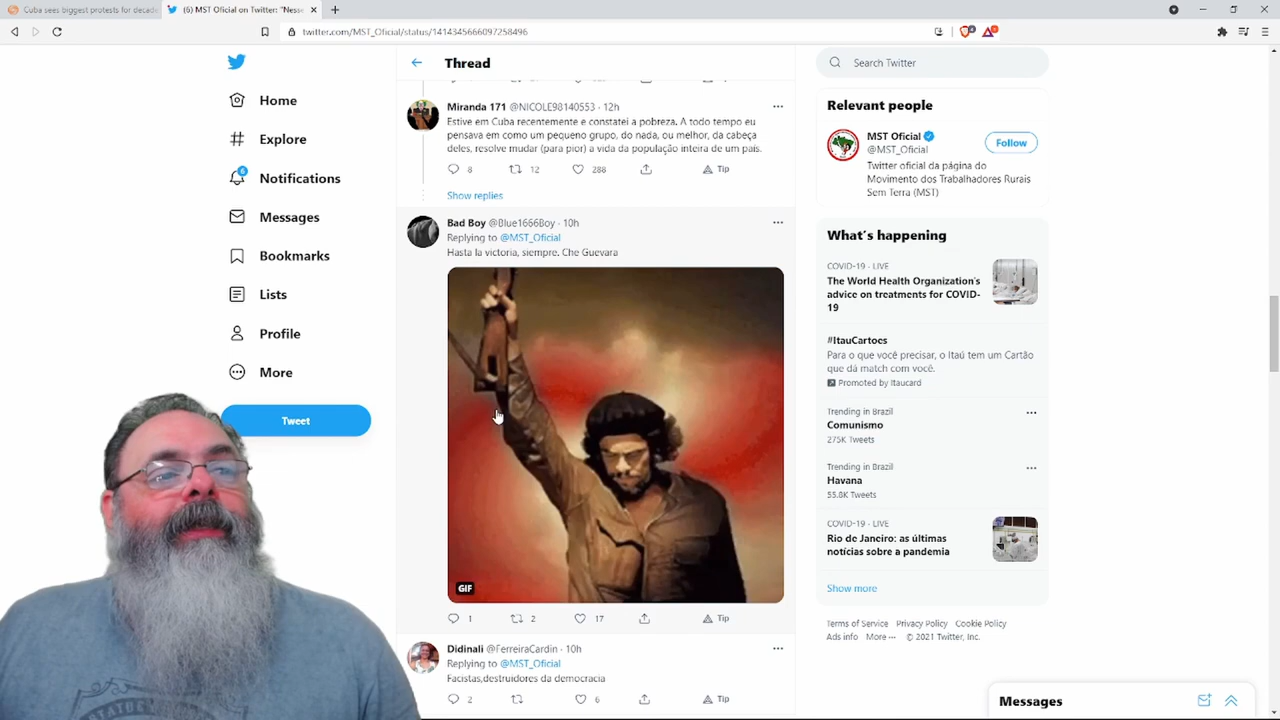 Cuba sees biggest protests for decade
(6) MST Oficial on Twitter: "Nesse
twitter.com/MST_Oficial/status/1414345666097258496
Home
Explore
6
Notifications
Messages
Bookmarks
Lists
Profile
More
Tweet
Thread
Miranda 171 @NICOLE98140553 · 12h
Estive em Cuba recentemente e constatei a pobreza. A todo tempo eu
pensava em como um pequeno grupo, do nada, ou melhor, da cabeça
deles, resolve mudar (para pior) a vida da população inteira de um país.
8 12 288 Tip
Show replies
Bad Boy @Blue1666Boy · 10h
Replying to @MST_Oficial
Hasta la victoria, siempre. Che Guevara
GIF
1 2 17 Tip
Didinali @FerreiraCardin · 10h
Replying to @MST_Oficial
Facistas,destruidores da democracia
2 6 Tip
Search Twitter
Relevant people
MST Oficial
@MST_Oficial
Follow
Twitter oficial da página do
Movimento dos Trabalhadores Rurais
Sem Terra (MST)
What's happening
COVID-19 · LIVE
The World Health Organization's
advice on treatments for COVID-
19
#ItauCartoes
Para o que você precisar, o Itaú tem um Cartão
que dá match com você.
Promoted by Itaucard
Trending in Brazil
Comunismo
275K Tweets
Trending in Brazil
Havana
55.8K Tweets
COVID-19 · LIVE
Rio de Janeiro: as últimas
notícias sobre a pandemia
Show more
Terms of Service Privacy Policy Cookie Policy
Ads info More ··· © 2021 Twitter, Inc.
Messages